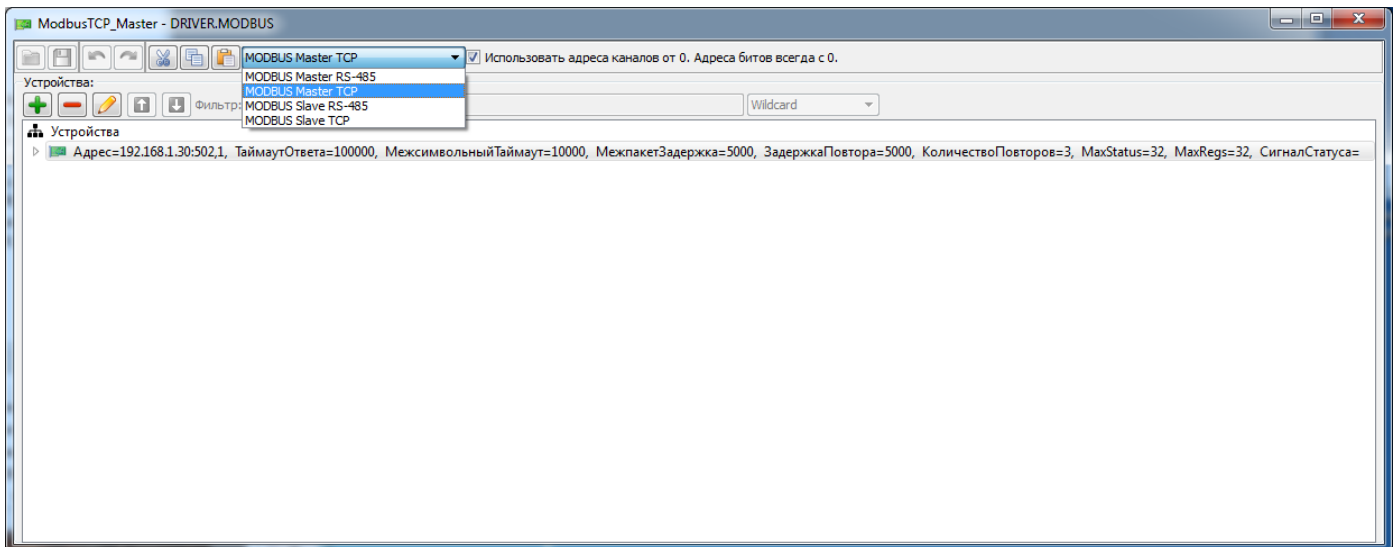 ModbusTCP_Master - DRIVER.MODBUS
MODBUS Master TCP
Использовать адреса каналов от 0. Адреса битов всегда с 0.
MODBUS Master RS-485
MODBUS Master TCP
MODBUS Slave RS-485
MODBUS Slave TCP
Устройства:
Фильтр:
Wildcard
Устройства
Адрес=192.168.1.30:502,1, ТаймаутОтвета=100000, МежсимвольныйТаймаут=10000, МежпакетЗадержка=5000, ЗадержкаПовтора=5000, КоличествоПовторов=3, MaxStatus=32, MaxRegs=32, СигналСтатуса=